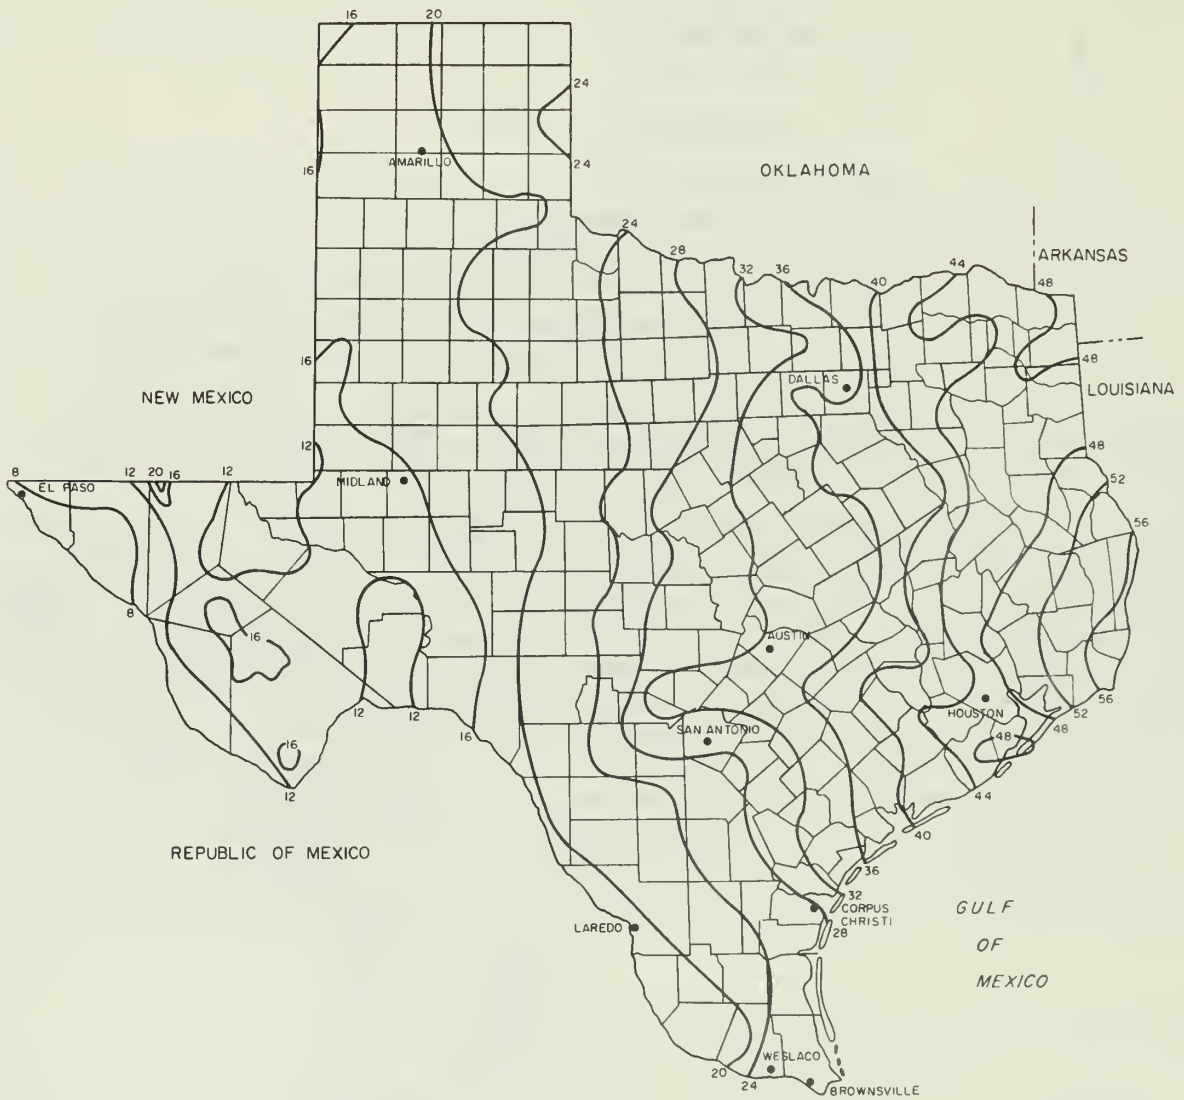 16
20
24
AMARILLO
16
24
OKLAHOMA
24
28
32
36
40
44
48
ARKANSAS
16
48
DALLAS
LOUISIANA
NEW MEXICO
12
48
8
12
20
16
12
EL PASO
MIDLAND
52
56
8
16
AUSTIN
12
12
16
HOUSTON
52
56
48
SAN ANTONIO
48
16
12
44
40
REPUBLIC OF MEXICO
36
32
CORPUS
CHRISTI
28
GULF
OF
MEXICO
LAREDO
WESLACO
20
24
BROWNSVILLE